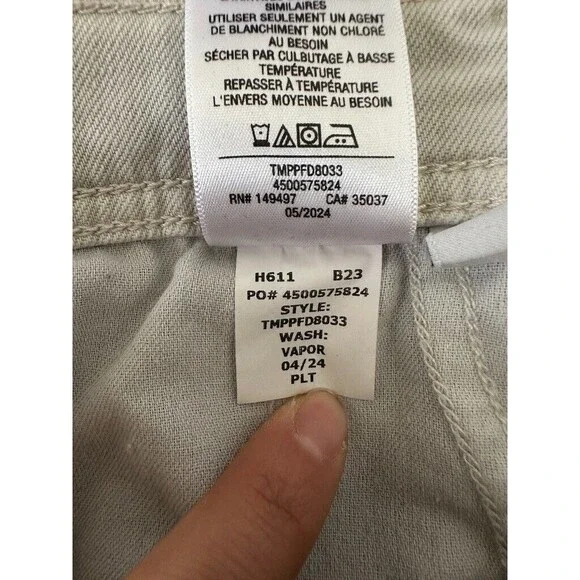 SIMILAIRES
UTILISER SEULEMENT UN AGENT
DE BLANCHIMENT NON CHLORÉ
AU BESOIN
SÉCHER PAR CULBUTAGE À BASSE
TEMPÉRATURE
REPASSER À TEMPÉRATURE
L'ENVERS MOYENNE AU BESOIN
TMPPFD8033
4500575824
RN# 149497 CA# 35037
05/2024
H611 B23
PO# 4500575824
STYLE:
TMPPFD8033
WASH:
VAPOR
04/24
PLT